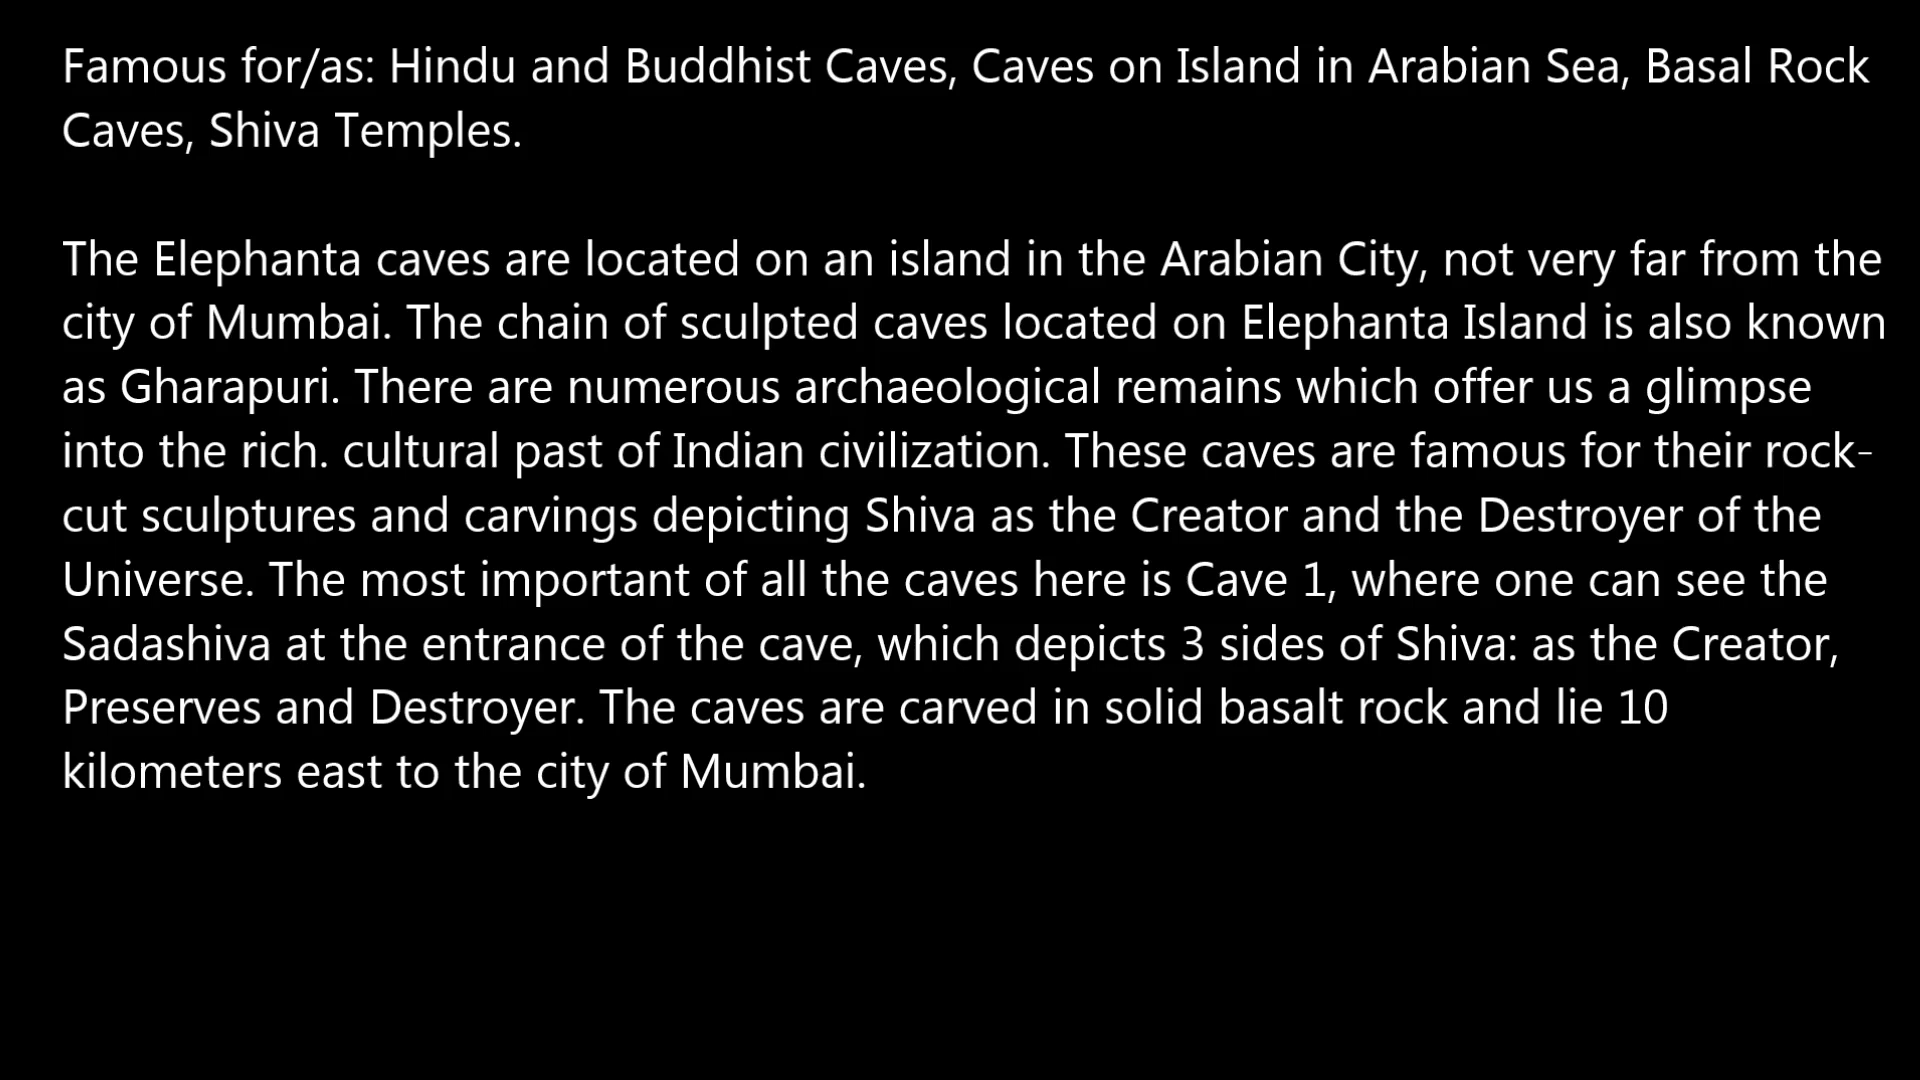 Famous for/as: Hindu and Buddhist Caves, Caves on Island in Arabian Sea, Basal Rock
Caves, Shiva Temples.
The Elephanta caves are located on an island in the Arabian City, not very far from the
city of Mumbai. The chain of sculpted caves located on Elephanta Island is also known
as Gharapuri. There are numerous archaeological remains which offer us a glimpse
into the rich. cultural past of Indian civilization. These caves are famous for their rock-
cut sculptures and carvings depicting Shiva as the Creator and the Destroyer of the
Universe. The most important of all the caves here is Cave 1, where one can see the
Sadashiva at the entrance of the cave, which depicts 3 sides of Shiva: as the Creator,
Preserves and Destroyer. The caves are carved in solid basalt rock and lie 10
kilometers east to the city of Mumbai.